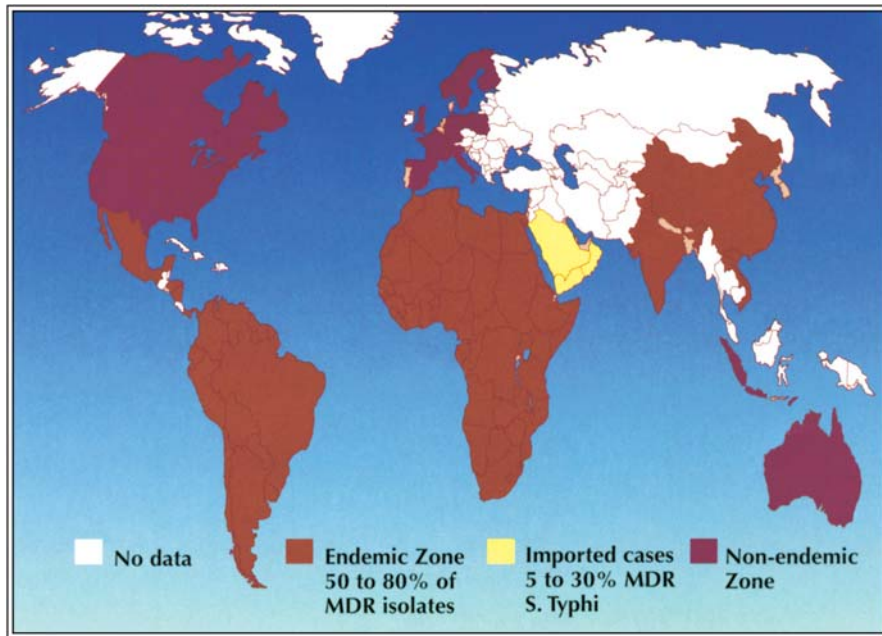 No data
Endemic Zone
50 to 80% of
MDR isolates
Imported cases
5 to 30% MDR
S. Typhi
Non-endemic
Zone